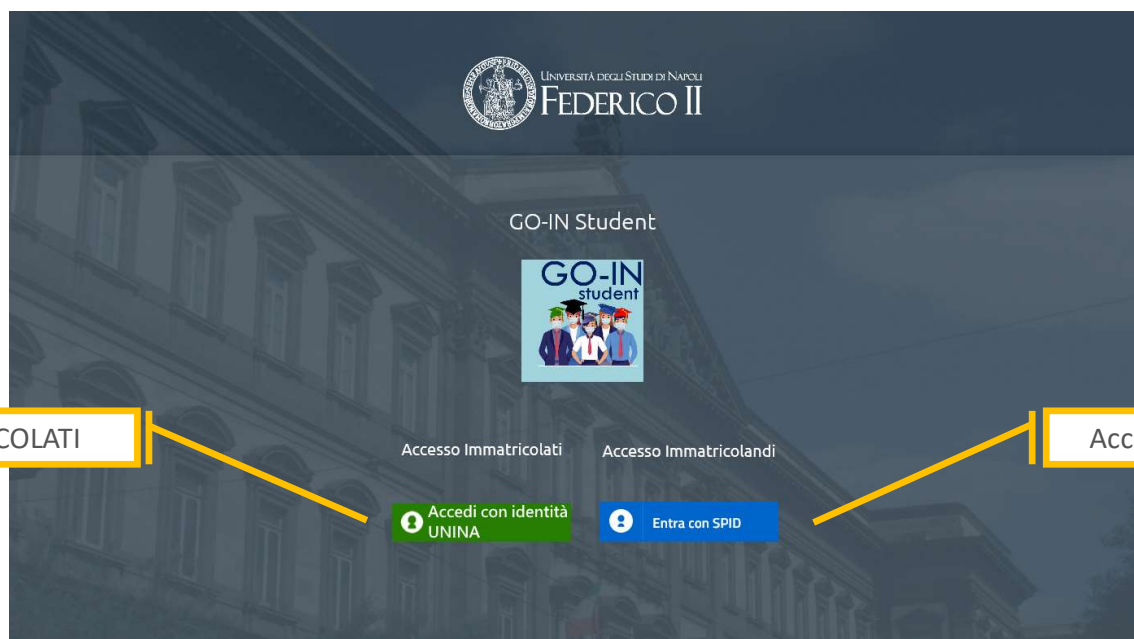 UNIVERSITÀ DEGLI STUDI DI NAPOLI
FEDERICO II
GO-IN Student
GO-IN
student
COLATI
Acc
Accesso Immatricolati
Accesso Immatricolandi
Accedi con identità
UNINA
Entra con SPID